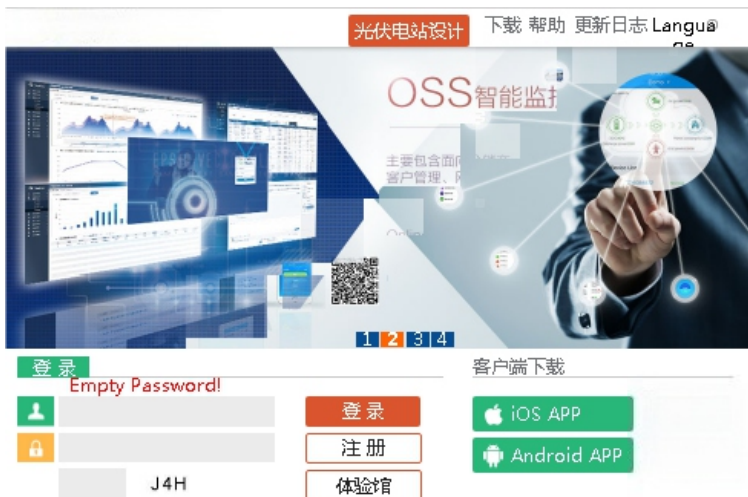 光伏电站设计
下载 帮助 更新日志 Langua
OSS智能监
主要包含面向
客户管理、
1 2 3 4
登录
客户端下载
Empty Password!
登录
iOS APP
注册
Android APP
J4H
体验馆